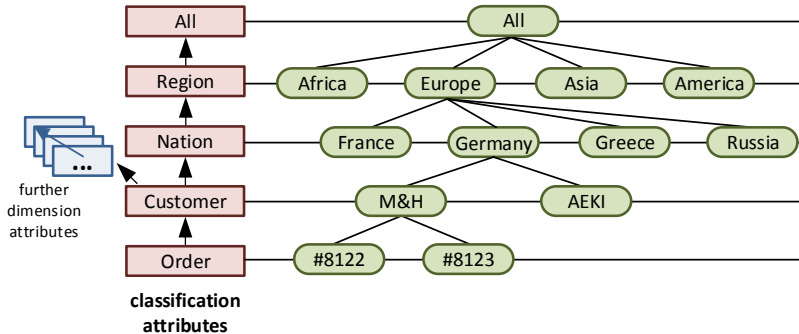 All All
Region Africa Europe Asia America
Nation France Germany Greece Russia
...
further
dimension
attributes
Customer M&H AEKI
Order #8122 #8123
classification
attributes